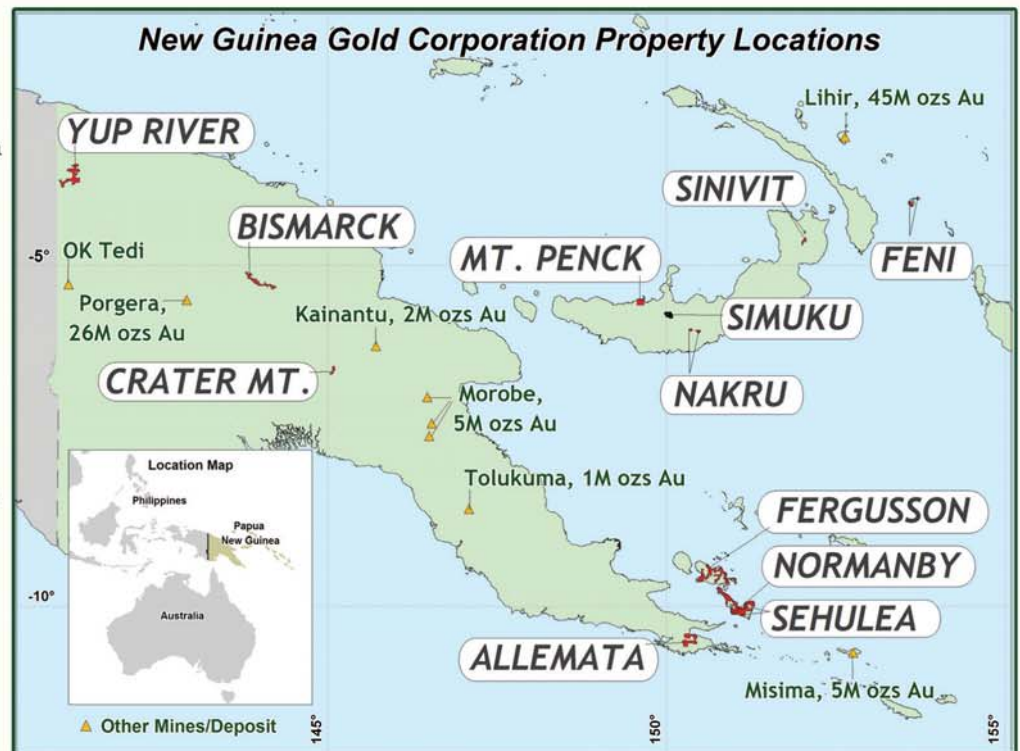 New Guinea Gold Corporation Property Locations
Lihir, 45M ozs Au
YUP RIVER
SINIVIT
BISMARCK
-5°
OK Tedi
MT. PENCK
FENI
Porgera,
26M ozs Au
Kainantu, 2M ozs Au
SIMUKU
CRATER MT.
NAKRU
Morobe,
5M ozs Au
Location Map
Philippines
Papua
New Guinea
Australia
Tolukuma, 1M ozs Au
FERGUSSON
NORMANBY
-10°
SEHULEA
ALLEMATA
Misima, 5M ozs Au
Other Mines/Deposit
145°
150°
155°